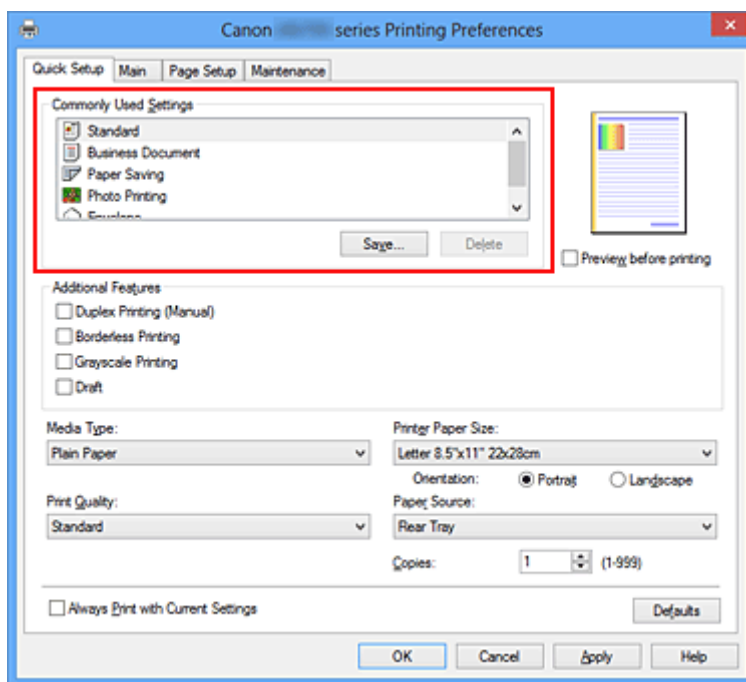 Canon series Printing Preferences
Quick Setup Main Page Setup Maintenance
Commonly Used Settings
Standard
Business Document
Paper Saving
Photo Printing
Envelope
Save... Delete
Preview before printing
Additional Features
Duplex Printing (Manual)
Borderless Printing
Grayscale Printing
Draft
Media Type:
Plain Paper
Printer Paper Size:
Letter 8.5"x11" 22x28cm
Orientation: Portrait Landscape
Print Quality:
Standard
Paper Source:
Rear Tray
Copies: 1 (1-999)
Always Print with Current Settings
Defaults
OK Cancel Apply Help